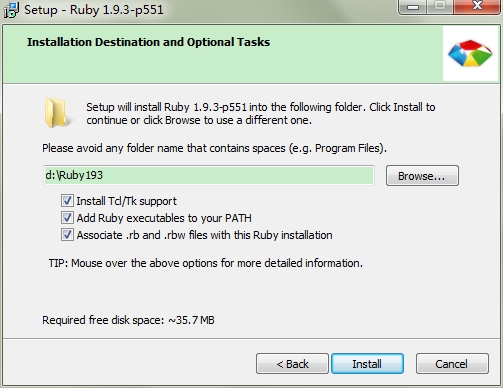 Setup - Ruby 1.9.3-p551
Installation Destination and Optional Tasks
Setup will install Ruby 1.9.3-p551 into the following folder. Click Install to
continue or click Browse to use a different one.
Please avoid any folder name that contains spaces (e.g. Program Files).
d:\Ruby193
Browse...
Install Tcl/Tk support
Add Ruby executables to your PATH
Associate .rb and .rbw files with this Ruby installation
TIP: Mouse over the above options for more detailed information.
Required free disk space: ~35.7 MB
< Back
Install
Cancel